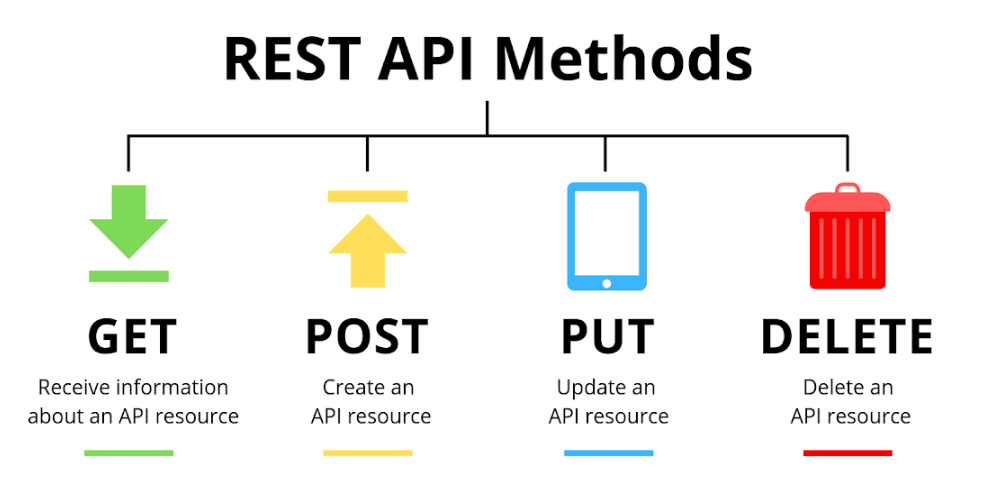 REST API Methods
GET
Receive information
about an API resource
POST
Create an
API resource
PUT
Update an
API resource
DELETE
Delete an
API resource